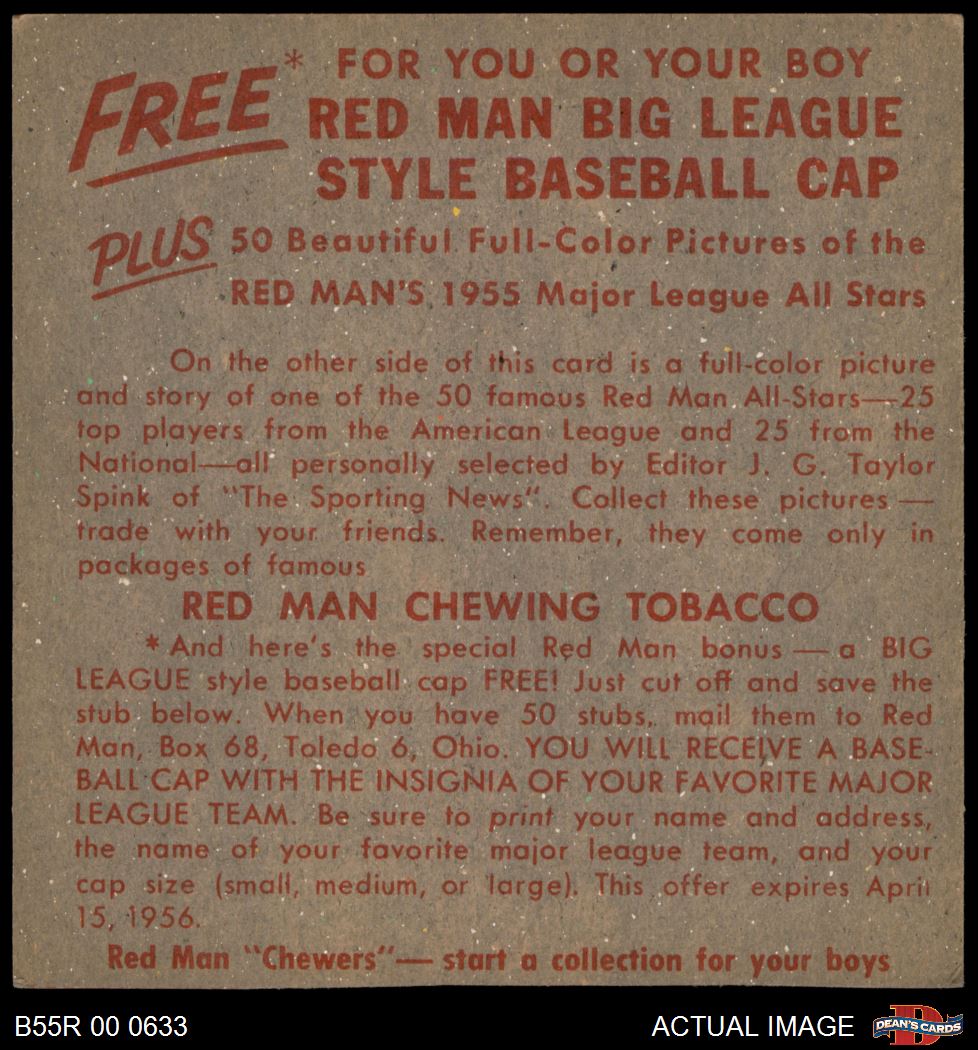 FREE* FOR YOU OR YOUR BOY
RED MAN BIG LEAGUE
STYLE BASEBALL CAP
PLUS 50 Beautiful Full-Color Pictures of the
RED MAN'S 1955 Major League All Stars
On the other side of this card is a full-color picture
and story of one of the 50 famous Red Man All-Stars—25
top players from the American League and 25 from the
National—all personally selected by Editor J. G. Taylor
Spink of "The Sporting News". Collect these pictures —
trade with your friends. Remember, they come only in
packages of famous
RED MAN CHEWING TOBACCO
* And here's the special Red Man bonus — a BIG
LEAGUE style baseball cap FREE! Just cut off and save the
stub below. When you have 50 stubs, mail them to Red
Man, Box 68, Toledo 6, Ohio. YOU WILL RECEIVE A BASE-
BALL CAP WITH THE INSIGNIA OF YOUR FAVORITE MAJOR
LEAGUE TEAM. Be sure to print your name and address,
the name of your favorite major league team, and your
cap size (small, medium, or large). This offer expires April
15, 1956.
Red Man "Chewers"— start a collection for your boys
B55R 00 0633
ACTUAL IMAGE
D
DEAN'S CARDS